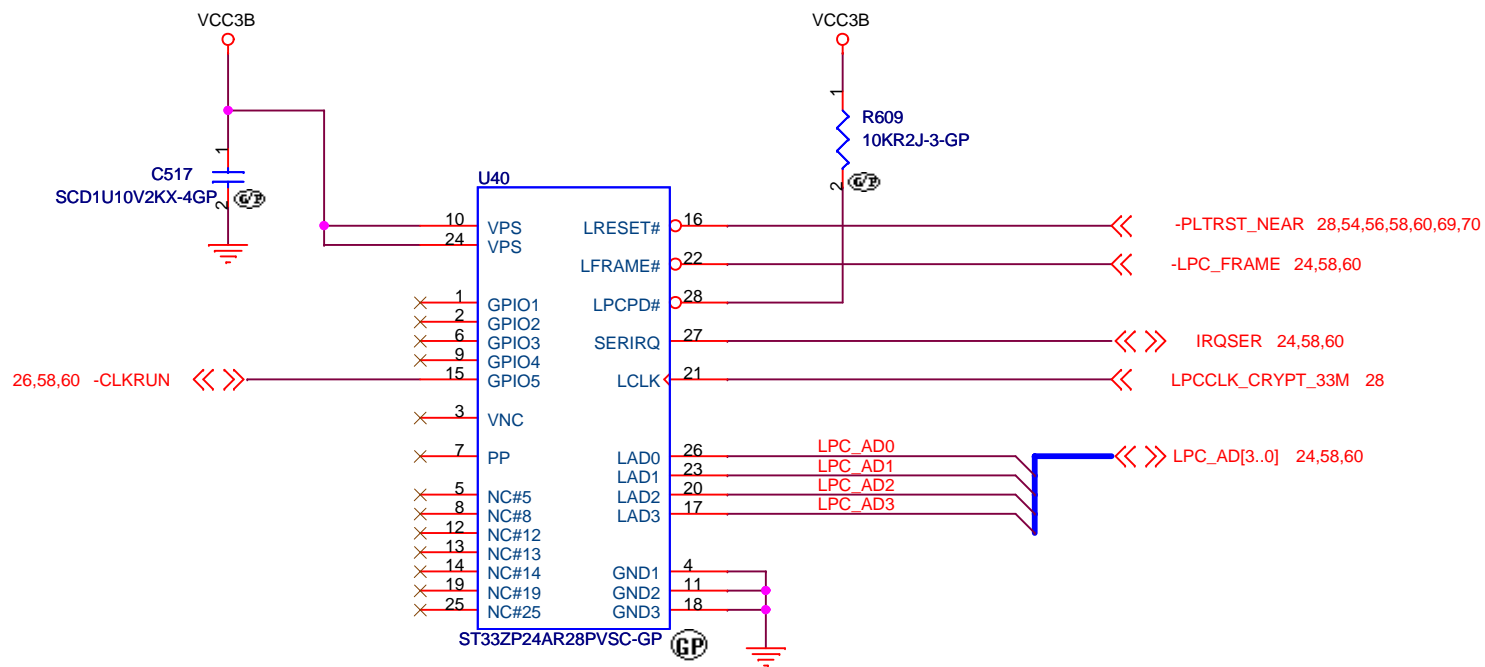 VCC3B
VCC3B
1
C517
SCD1U10V2KX-4GP
2
G/P
1
R609
10KR2J-3-GP
2
G/P
U40
10 VPS
24 VPS
1 GPIO1
2 GPIO2
6 GPIO3
9 GPIO4
26,58,60 -CLKRUN
15 GPIO5
3 VNC
7 PP
5 NC#5
8 NC#8
12 NC#12
13 NC#13
14 NC#14
19 NC#19
25 NC#25
LRESET# 16 -PLTRST_NEAR 28,54,56,58,60,69,70
LFRAME# 22 -LPC_FRAME 24,58,60
LPCPD# 28
SERIRQ 27 IRQSER 24,58,60
LCLK 21 LPCCLK_CRYPT_33M 28
LAD0 26 LPC_AD0
LAD1 23 LPC_AD1
LAD2 20 LPC_AD2
LAD3 17 LPC_AD3
LPC_AD[3..0] 24,58,60
GND1 4
GND2 11
GND3 18
ST33ZP24AR28PVSC-GP
GP